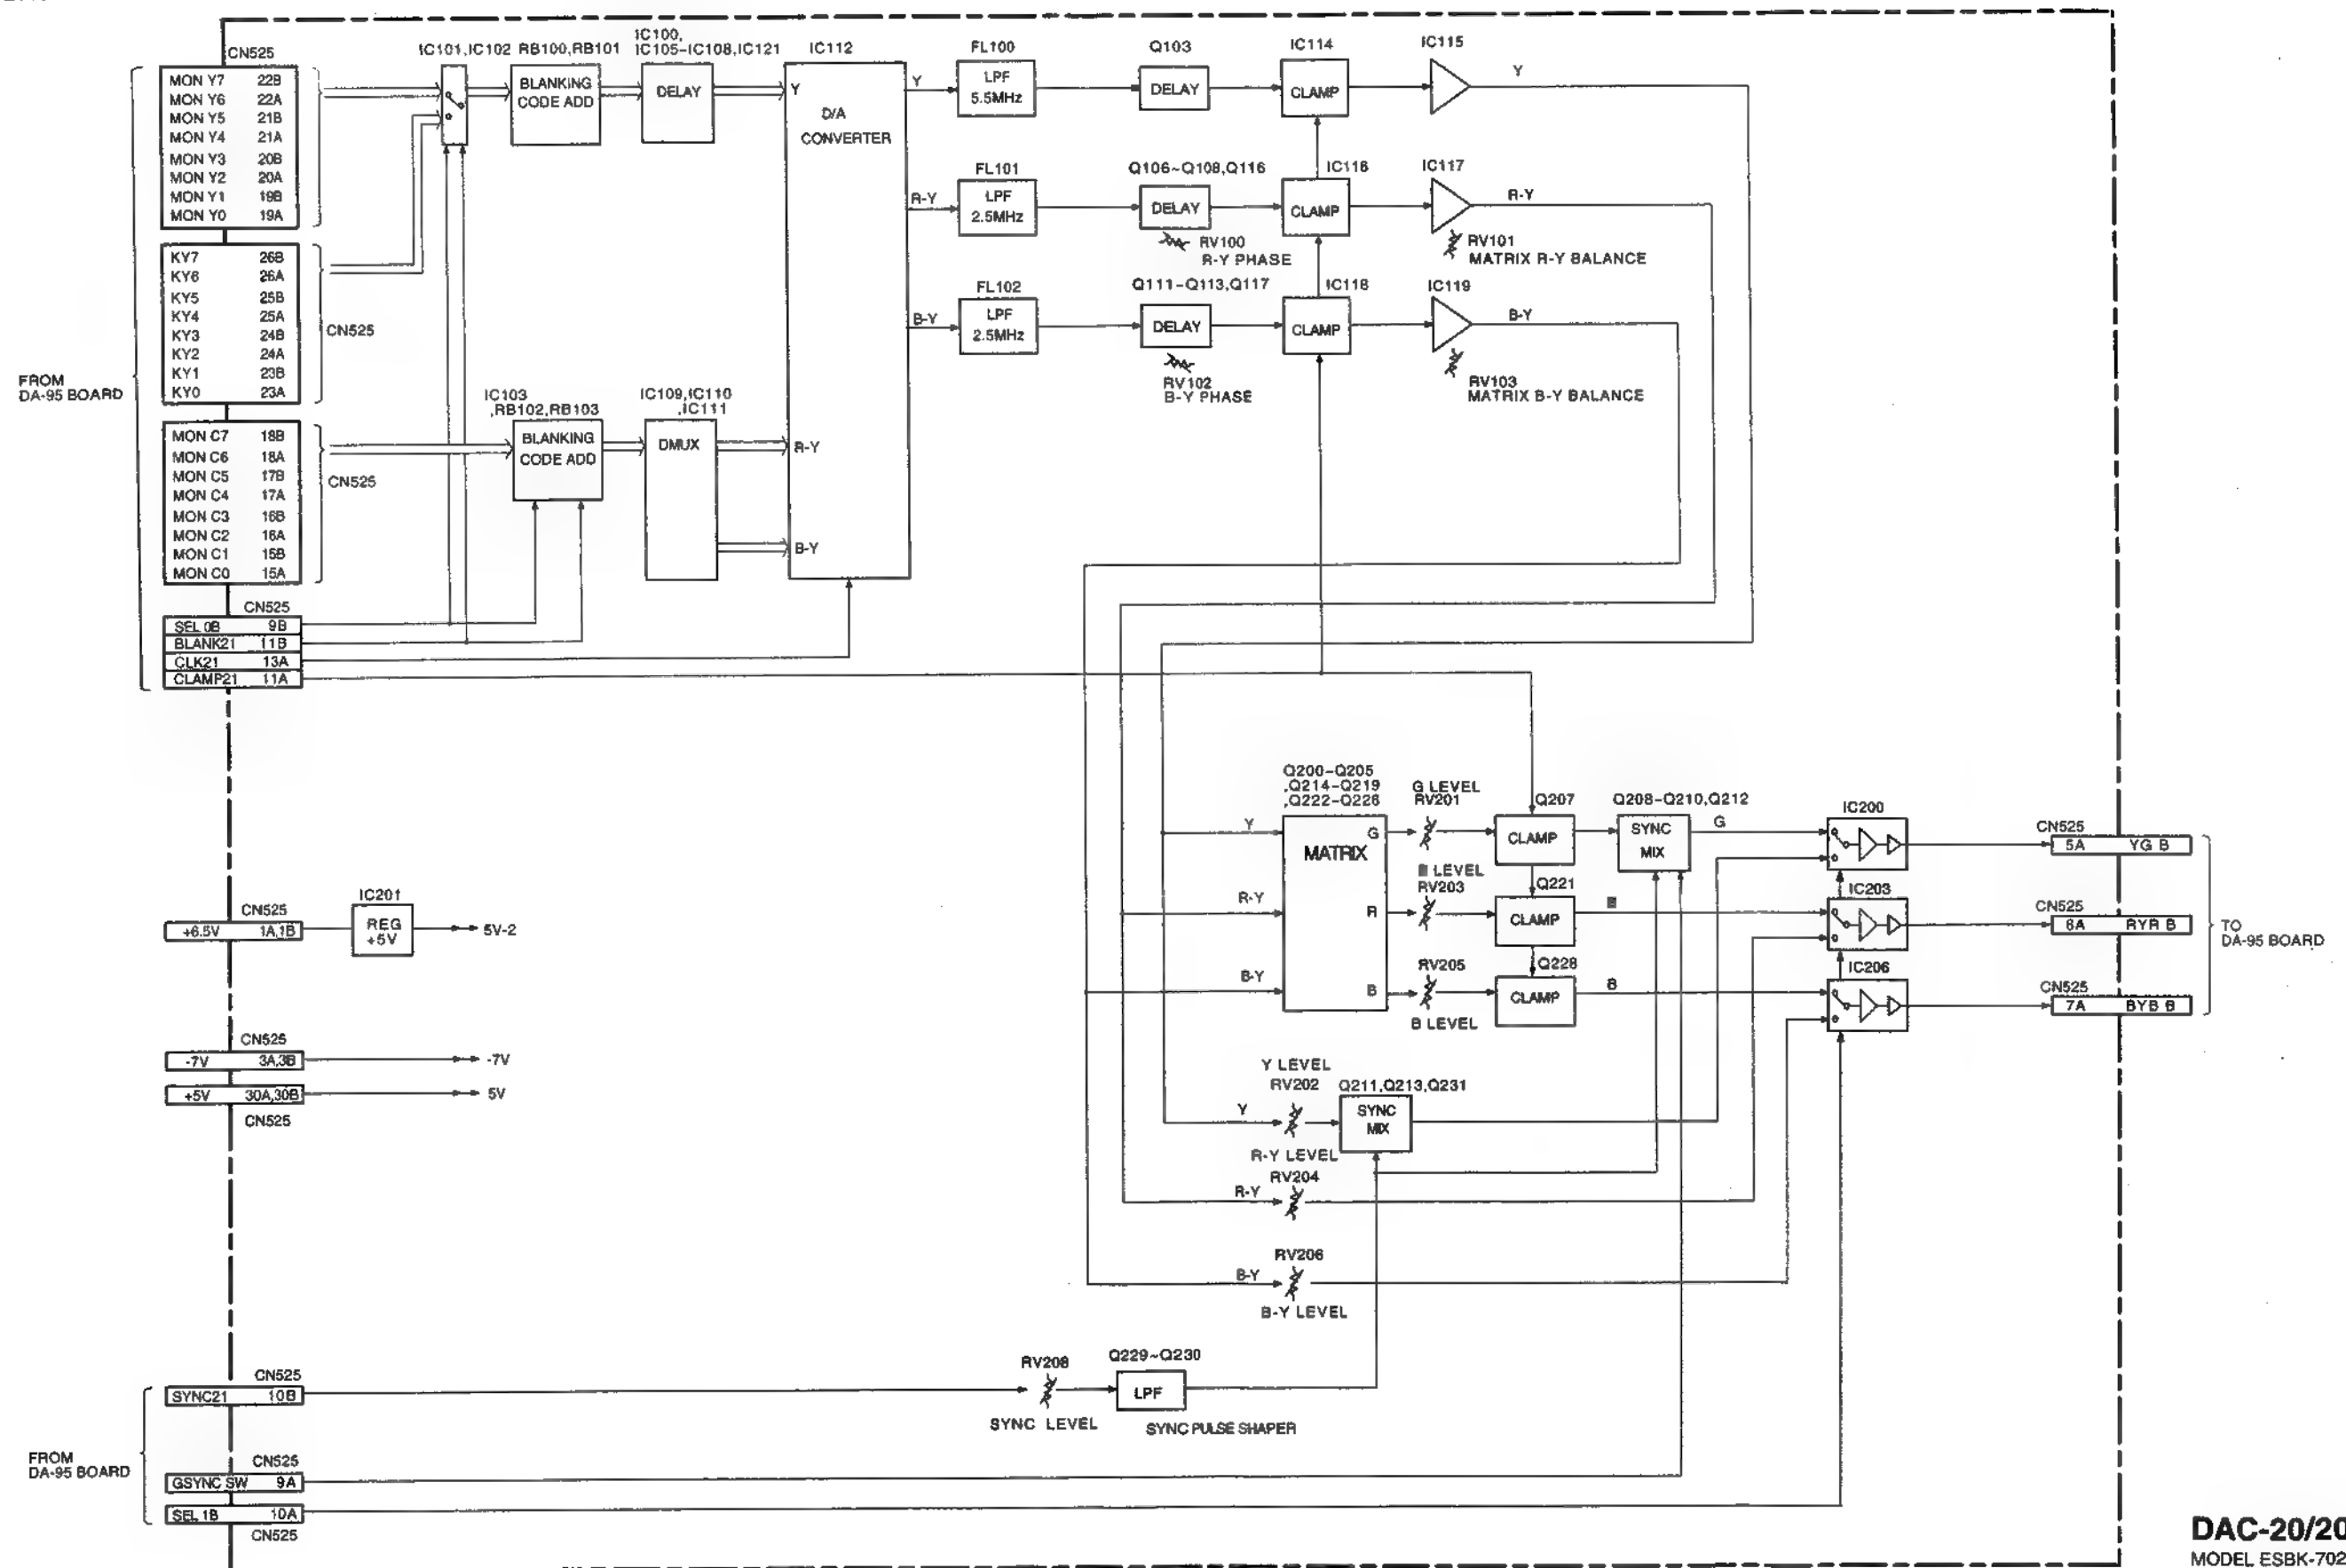 CN525
MON Y7 22B
MON Y6 22A
MON Y5 21B
MON Y4 21A
MON Y3 20B
MON Y2 20A
MON Y1 19B
MON Y0 19A
KY7 26B
KY6 26A
KY5 25B
KY4 25A
KY3 24B
KY2 24A
KY1 23B
KY0 23A
CN525
FROM
DA-95 BOARD
MON C7 18B
MON C6 18A
MON C5 17B
MON C4 17A
MON C3 16B
MON C2 16A
MON C1 15B
MON C0 15A
CN525
CN525
SEL 0B 9B
BLANK21 11B
CLK21 13A
CLAMP21 11A
IC101,IC102
RB100,RB101
BLANKING
CODE ADD
IC100,
IC105-IC108,IC121
DELAY
IC103
,RB102,RB103
BLANKING
CODE ADD
IC109,IC110
,IC111
DMUX
IC112
D/A
CONVERTER
Y
R-Y
B-Y
Y
R-Y
B-Y
FL100
LPF
5.5MHz
Q103
DELAY
IC114
CLAMP
IC115
Y
FL101
LPF
2.5MHz
Q106~Q108,Q116
DELAY
RV100
R-Y PHASE
IC116
CLAMP
IC117
R-Y
RV101
MATRIX R-Y BALANCE
FL102
LPF
2.5MHz
Q111-Q113,Q117
DELAY
RV102
B-Y PHASE
IC118
CLAMP
IC119
B-Y
RV103
MATRIX B-Y BALANCE
Q200~Q205
,Q214-Q219
,Q222-Q226
MATRIX
Y
R-Y
B-Y
G
R
B
G LEVEL
RV201
Q207
CLAMP
Q208-Q210,Q212
SYNC
MIX
G
LEVEL
RV203
Q221
CLAMP
RV205
B LEVEL
Q228
CLAMP
B
IC200
IC203
IC206
CN525
5A YG B
CN525
6A RYR B
CN525
7A BYB B
TO
DA-95 BOARD
CN525
+6.5V 1A,1B
IC201
REG
+5V
5V-2
CN525
-7V 3A,3B
-7V
+5V 30A,30B
5V
CN525
Y LEVEL
RV202
Y
Q211,Q213,Q231
SYNC
MIX
R-Y LEVEL
RV204
R-Y
RV206
B-Y
B-Y LEVEL
CN525
SYNC21 10B
RV208
SYNC LEVEL
Q229~Q230
LPF
SYNC PULSE SHAPER
FROM
DA-95 BOARD
CN525
GSYNC SW 9A
SEL 1B 10A
CN525
DAC-20/20
MODEL ESBK-702